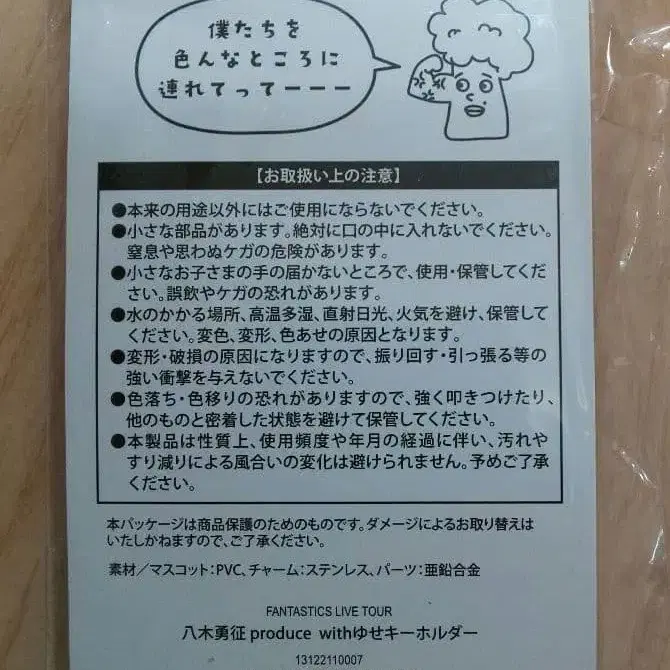 僕たちを
色んなところに
連れてってーーー
【お取扱い上の注意】
●本来の用途以外にはご使用にならないでください。
●小さな部品があります。絶対に口の中に入れないでください。
窒息や思わぬケガの危険があります。
●小さなお子さまの手の届かないところで、使用・保管してくだ
さい。誤飲やケガの恐れがあります。
●水のかかる場所、高温多湿、直射日光、火気を避け、保管して
ください。変色、変形、色あせの原因となります。
●変形・破損の原因になりますので、振り回す・引っ張る等の
強い衝撃を与えないでください。
●色落ち・色移りの恐れがありますので、強く叩きつけたり、
他のものと密着した状態を避けて保管してください。
●本製品は性質上、使用頻度や年月の経過に伴い、汚れや
すり減りによる風合いの変化は避けられません。予めご了承
ください。
本パッケージは商品保護のためのものです。ダメージによるお取り替えは
いたしかねますので、ご了承ください。
素材／マスコット：PVC、チャーム：ステンレス、パーツ：亜鉛合金
FANTASTICS LIVE TOUR
八木勇征 produce withゆせキーホルダー
13122110007